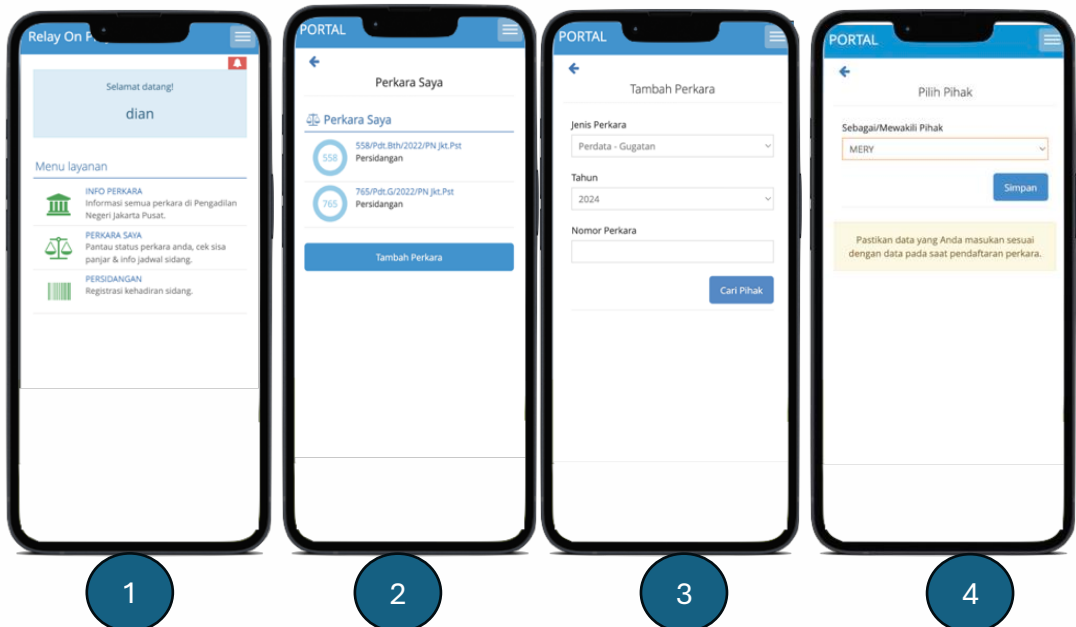 Relay On P
Selamat datang!
dian
Menu layanan
INFO PERKARA
Informasi semua perkara di Pengadilan
Negeri Jakarta Pusat.
PERKARA SAYA
Pantau status perkara anda, cek sisa
panjar & info jadwal sidang.
PERSIDANGAN
Registrasi kehadiran sidang.
1
PORTAL
Perkara Saya
Perkara Saya
558
558/Pdt.Bth/2022/PN Jkt.Pst
Persidangan
765
765/Pdt.G/2022/PN Jkt.Pst
Persidangan
Tambah Perkara
2
PORTAL
Tambah Perkara
Jenis Perkara
Perdata - Gugatan
Tahun
2024
Nomor Perkara
Cari Pihak
3
PORTAL
Pilih Pihak
Sebagai/Mewakili Pihak
MERY
Simpan
Pastikan data yang Anda masukan sesuai
dengan data pada saat pendaftaran perkara.
4